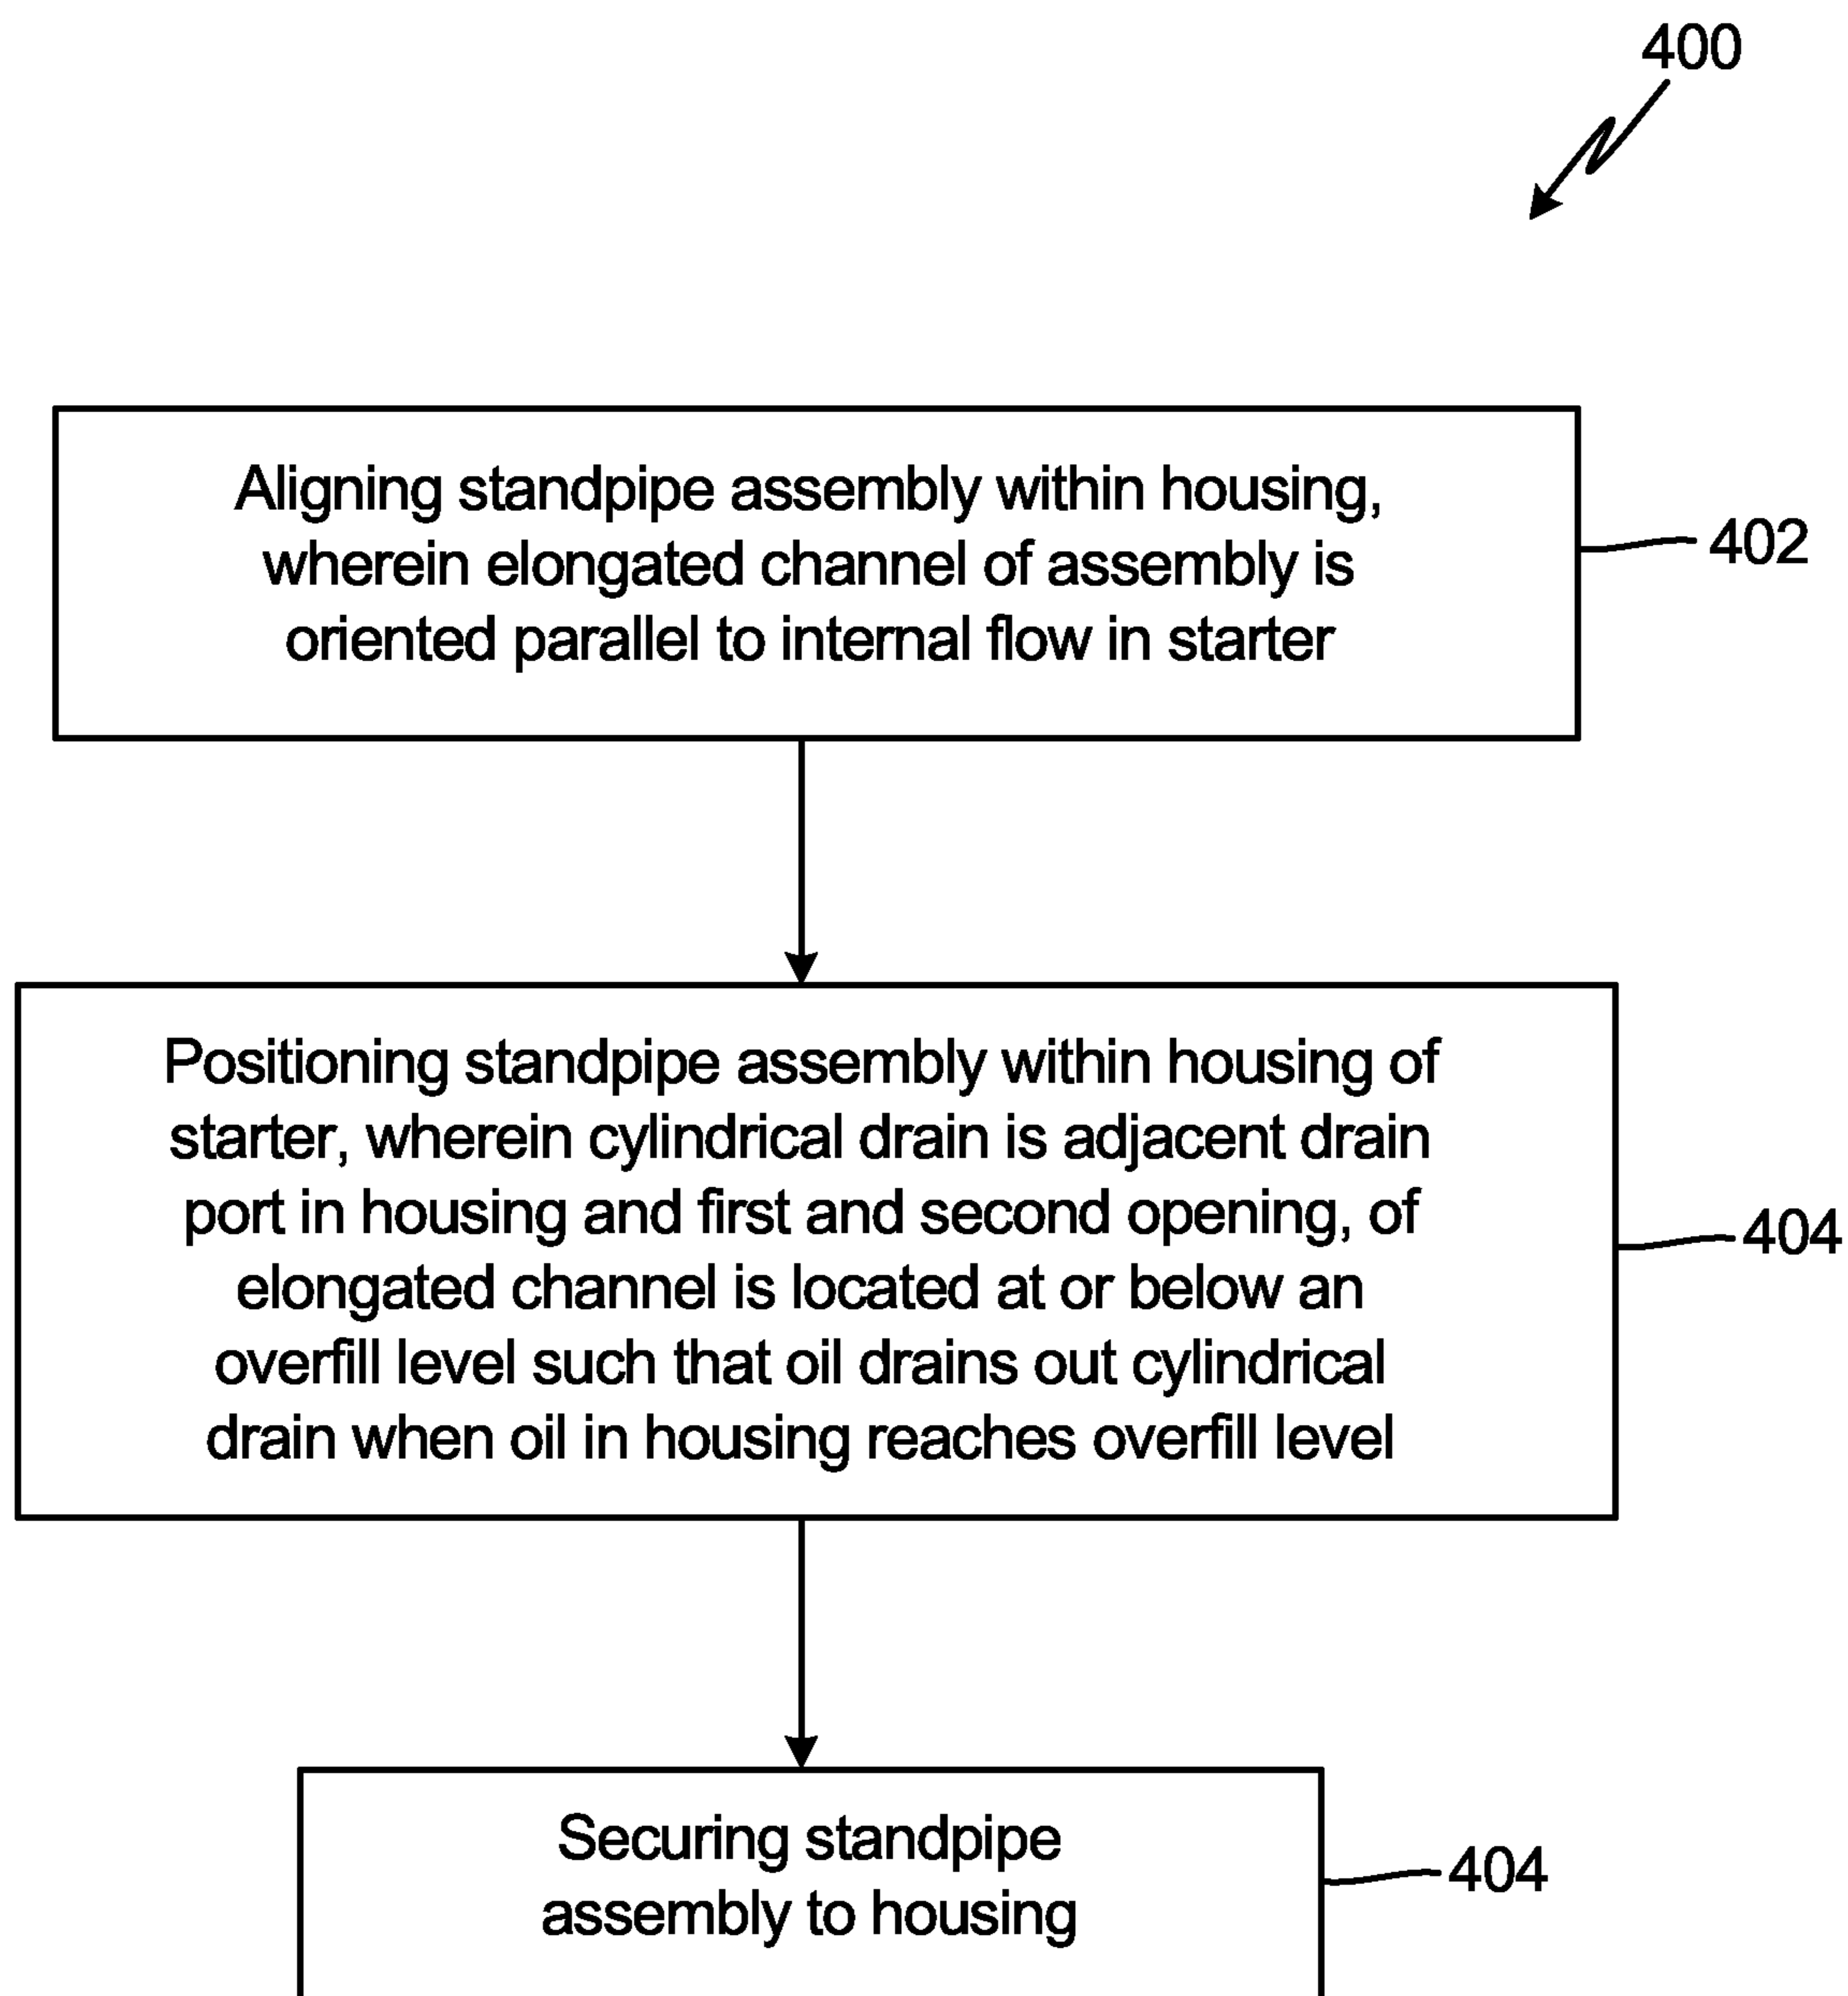 400
Aligning standpipe assembly within housing,
wherein elongated channel of assembly is
oriented parallel to internal flow in starter
402
Positioning standpipe assembly within housing of
starter, wherein cylindrical drain is adjacent drain
port in housing and first and second opening, of
elongated channel is located at or below an
overfill level such that oil drains out cylindrical
drain when oil in housing reaches overfill level
404
Securing standpipe
assembly to housing
404